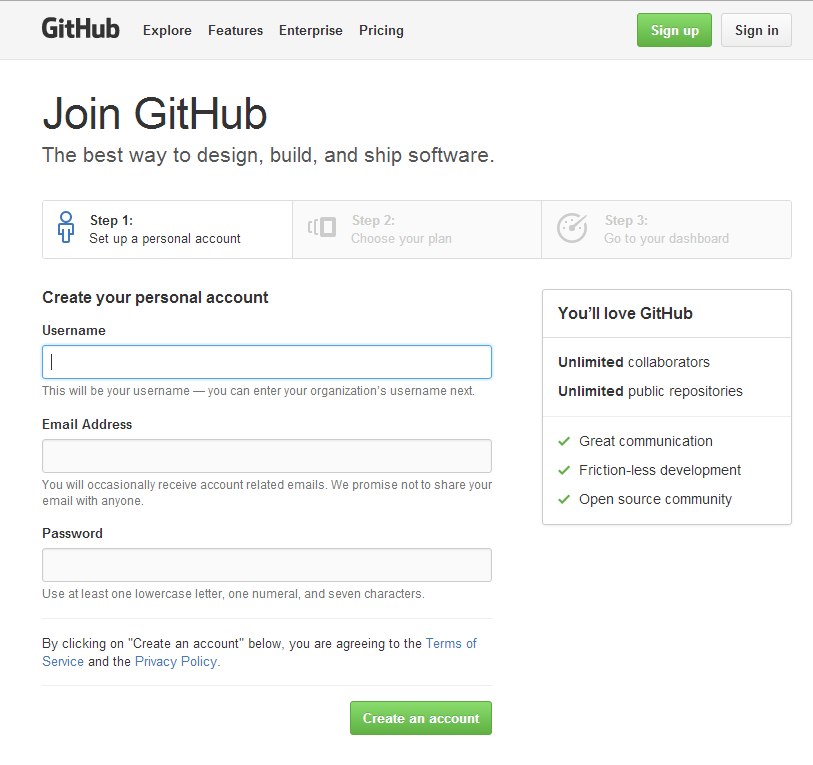 GitHub Explore Features Enterprise Pricing Sign up Sign in
Join GitHub
The best way to design, build, and ship software.
Step 1:
Set up a personal account
Step 2:
Choose your plan
Step 3:
Go to your dashboard
Create your personal account
Username
This will be your username — you can enter your organization's username next.
Email Address
You will occasionally receive account related emails. We promise not to share your
email with anyone.
Password
Use at least one lowercase letter, one numeral, and seven characters.
By clicking on "Create an account" below, you are agreeing to the Terms of
Service and the Privacy Policy.
Create an account
You'll love GitHub
Unlimited collaborators
Unlimited public repositories
Great communication
Friction-less development
Open source community